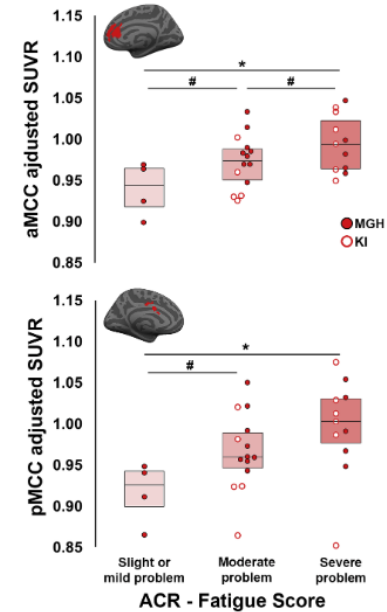 aMCC ajdusted SUVR
1.15
1.10
1.05
1.00
0.95
0.90
0.85
*
# #
MGH
KI
pMCC adjusted SUVR
1.15
1.10
1.05
1.00
0.95
0.90
0.85
*
#
Slight or Moderate Severe
mild problem problem problem
ACR - Fatigue Score